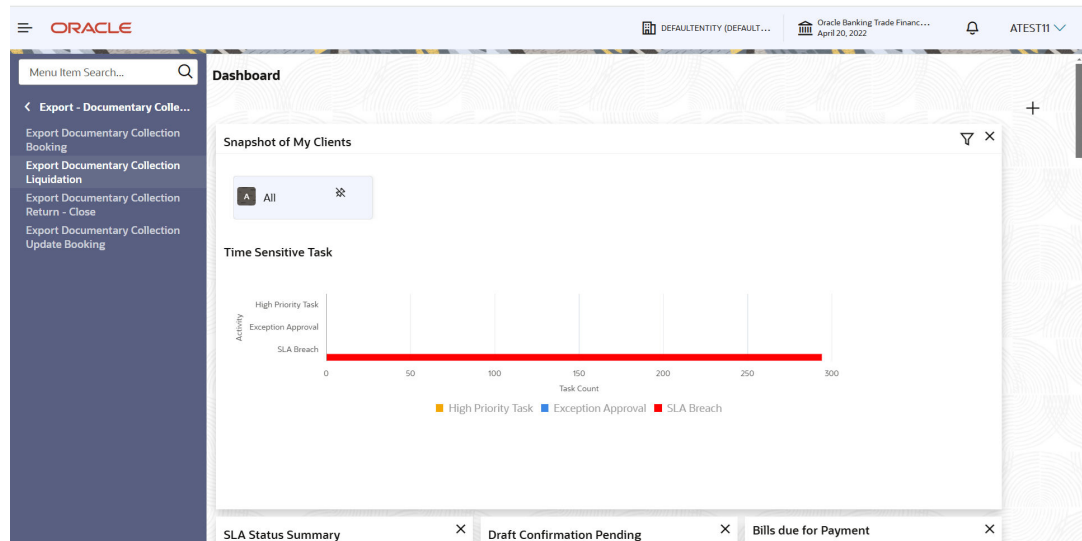 ORACLE
DEFAULTENTITY (DEFAULT...
Oracle Banking Trade Financ...
April 20, 2022
ATEST11
Menu Item Search...
Export - Documentary Colle...
Export Documentary Collection
Booking
Export Documentary Collection
Liquidation
Export Documentary Collection
Return - Close
Export Documentary Collection
Update Booking
Dashboard
Snapshot of My Clients
A All
Time Sensitive Task
Activity
High Priority Task
Exception Approval
SLA Breach
0 50 100 150 200 250 300
Task Count
High Priority Task Exception Approval SLA Breach
SLA Status Summary
Draft Confirmation Pending
Bills due for Payment